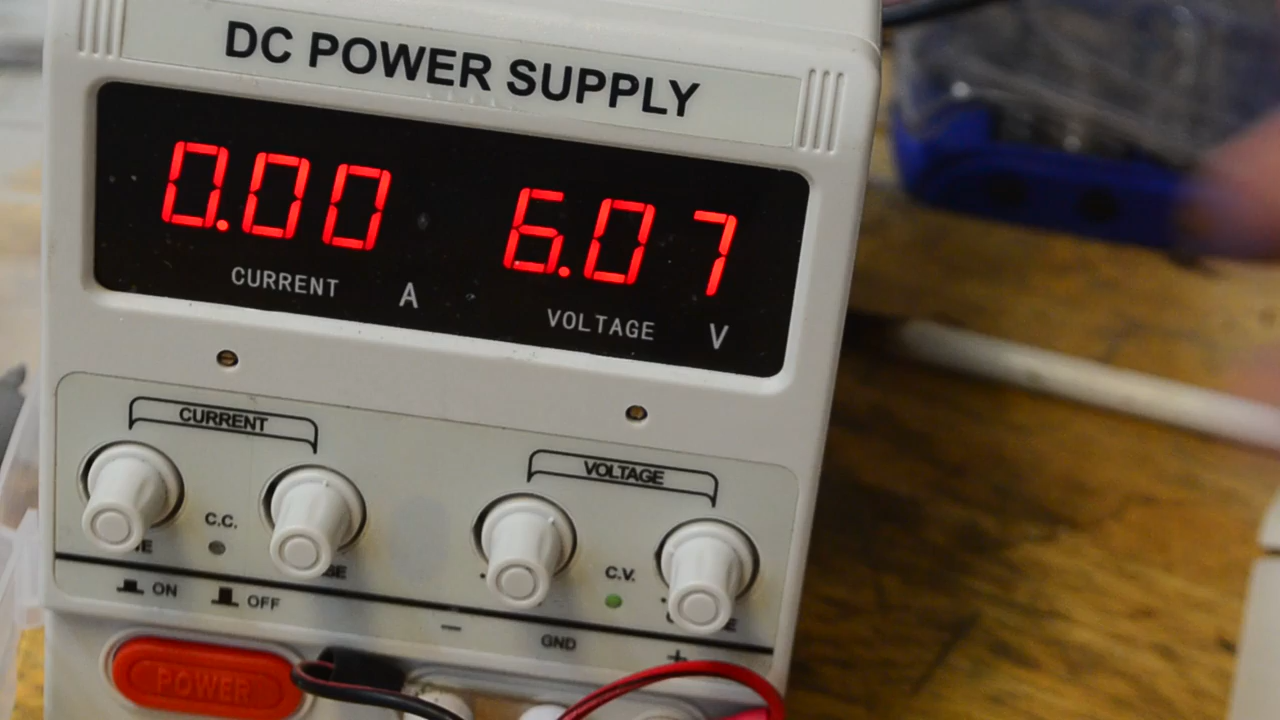 DC POWER SUPPLY
0.00 6.07
CURRENT A VOLTAGE V
CURRENT VOLTAGE
C.C. C.V.
ON OFF
− GND +
POWER